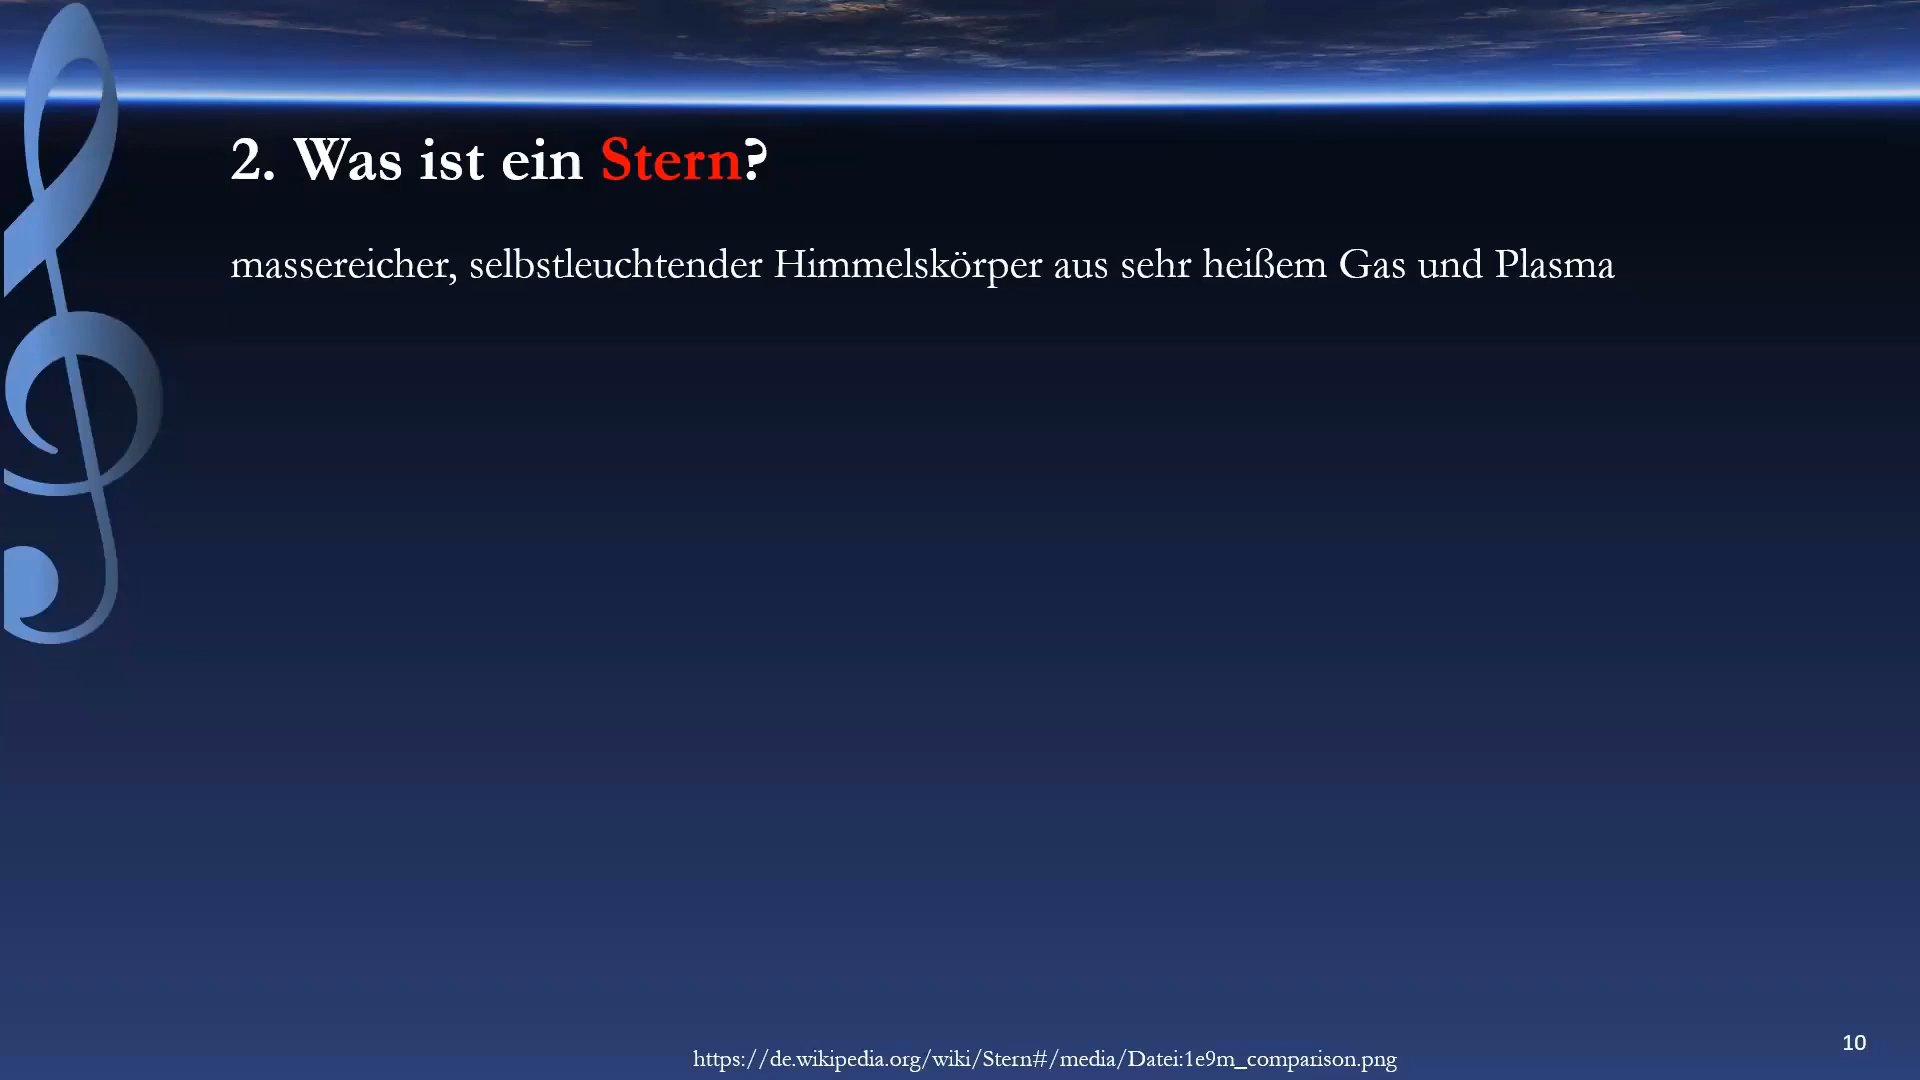 2. Was ist ein Stern?
massereicher, selbstleuchtender Himmelskörper aus sehr heißem Gas und Plasma
https://de.wikipedia.org/wiki/Stern#/media/Datei:1e9m_comparison.png
10